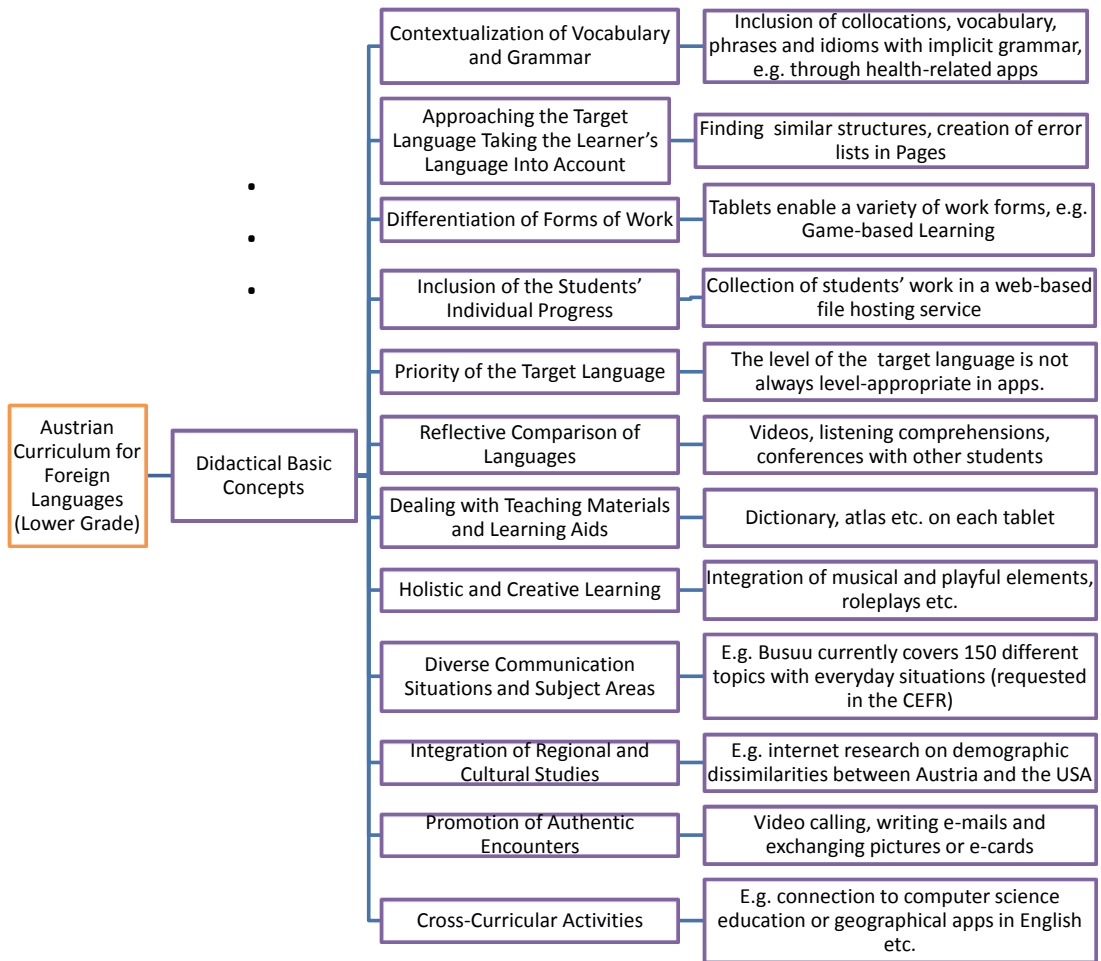 Contextualization of Vocabulary
and Grammar
Inclusion of collocations, vocabulary,
phrases and idioms with implicit grammar,
e.g. through health-related apps
Approaching the Target
Language Taking the Learner's
Language Into Account
Finding similar structures, creation of error
lists in Pages
Differentiation of Forms of Work
Tablets enable a variety of work forms, e.g.
Game-based Learning
Inclusion of the Students'
Individual Progress
Collection of students' work in a web-based
file hosting service
Priority of the Target Language
The level of the target language is not
always level-appropriate in apps.
Austrian
Curriculum for
Foreign
Languages
(Lower Grade)
Didactical Basic
Concepts
Reflective Comparison of
Languages
Videos, listening comprehensions,
conferences with other students
Dealing with Teaching Materials
and Learning Aids
Dictionary, atlas etc. on each tablet
Holistic and Creative Learning
Integration of musical and playful elements,
roleplays etc.
Diverse Communication
Situations and Subject Areas
E.g. Busuu currently covers 150 different
topics with everyday situations (requested
in the CEFR)
Integration of Regional and
Cultural Studies
E.g. internet research on demographic
dissimilarities between Austria and the USA
Promotion of Authentic
Encounters
Video calling, writing e-mails and
exchanging pictures or e-cards
Cross-Curricular Activities
E.g. connection to computer science
education or geographical apps in English
etc.